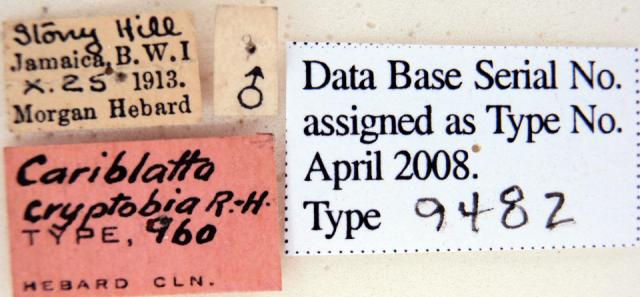 Stony Hill
Jamaica, B.W.I
X.25 1913.
Morgan Hebard
♂
Cariblatta
cryptobia R.-H.
TYPE, 960
HEBARD CLN.
Data Base Serial No.
assigned as Type No.
April 2008.
Type 9482